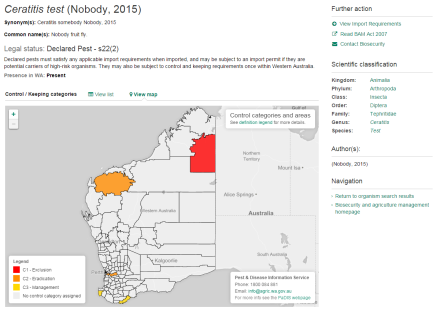 Ceratitis test (Nobody, 2015)
Synonym(s): Ceratitis somebody Nobody, 2015
Common name(s): Nobody fruit fly.
Legal status: Declared Pest - s22(2)
Declared pests must satisfy any applicable import requirements when imported, and may be subject to an import permit if they are
potential carriers of high-risk organisms. They may also be subject to control and keeping requirements once within Western Australia.
Presence in WA: Present
Control / Keeping categories View list View map
+
Control categories and areas
See definition legend for more details.
Northern
Territory
Mount Isa
Alice Springs
Western Australia
Australia
South Australia
Kalgoorlie
Legend
C1 - Exclusion
C2 - Eradication
C3 - Management
No control category assigned
Pest & Disease Information Service
Phone: 1800 084 881
Email: info@agric.wa.gov.au
For more info see the PaDIS webpage
Further action
View Import Requirements
Read BAM Act 2007
Contact Biosecurity
Scientific classification
Kingdom: Animalia
Phylum: Arthropoda
Class: Insecta
Order: Diptera
Family: Tephritidae
Genus: Ceratitis
Species: Test
Author(s):
(Nobody, 2015)
Navigation
Return to organism search results
Biosecurity and agriculture management
homepage